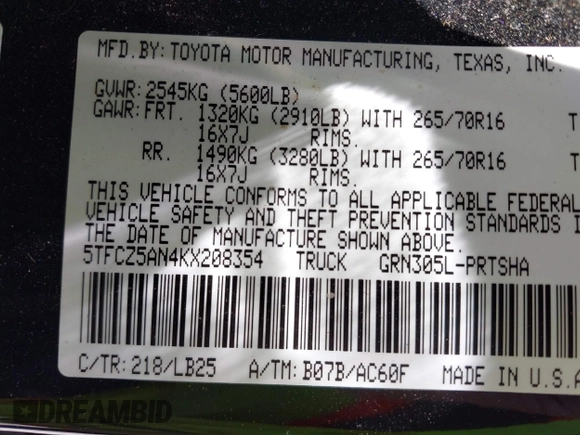 MFD.BY:TOYOTA MOTOR MANUFACTURING, TEXAS, INC.
GVWR:2545KG (5600LB)
GAWR:FRT. 1320KG (2910LB) WITH 265/70R16 T
16X7J RIMS.
RR. 1490KG (3280LB) WITH 265/70R16 T
16X7J RIMS.
THIS VEHICLE CONFORMS TO ALL APPLICABLE FEDERAL
VEHICLE SAFETY AND THEFT PREVENTION STANDARDS I
THE DATE OF MANUFACTURE SHOWN ABOVE.
5TFCZ5AN4KX208354 TRUCK GRN305L-PRTSHA
C/TR:218/LB25 A/TM:B07B/AC60F MADE IN U.S.A
DREAMBID